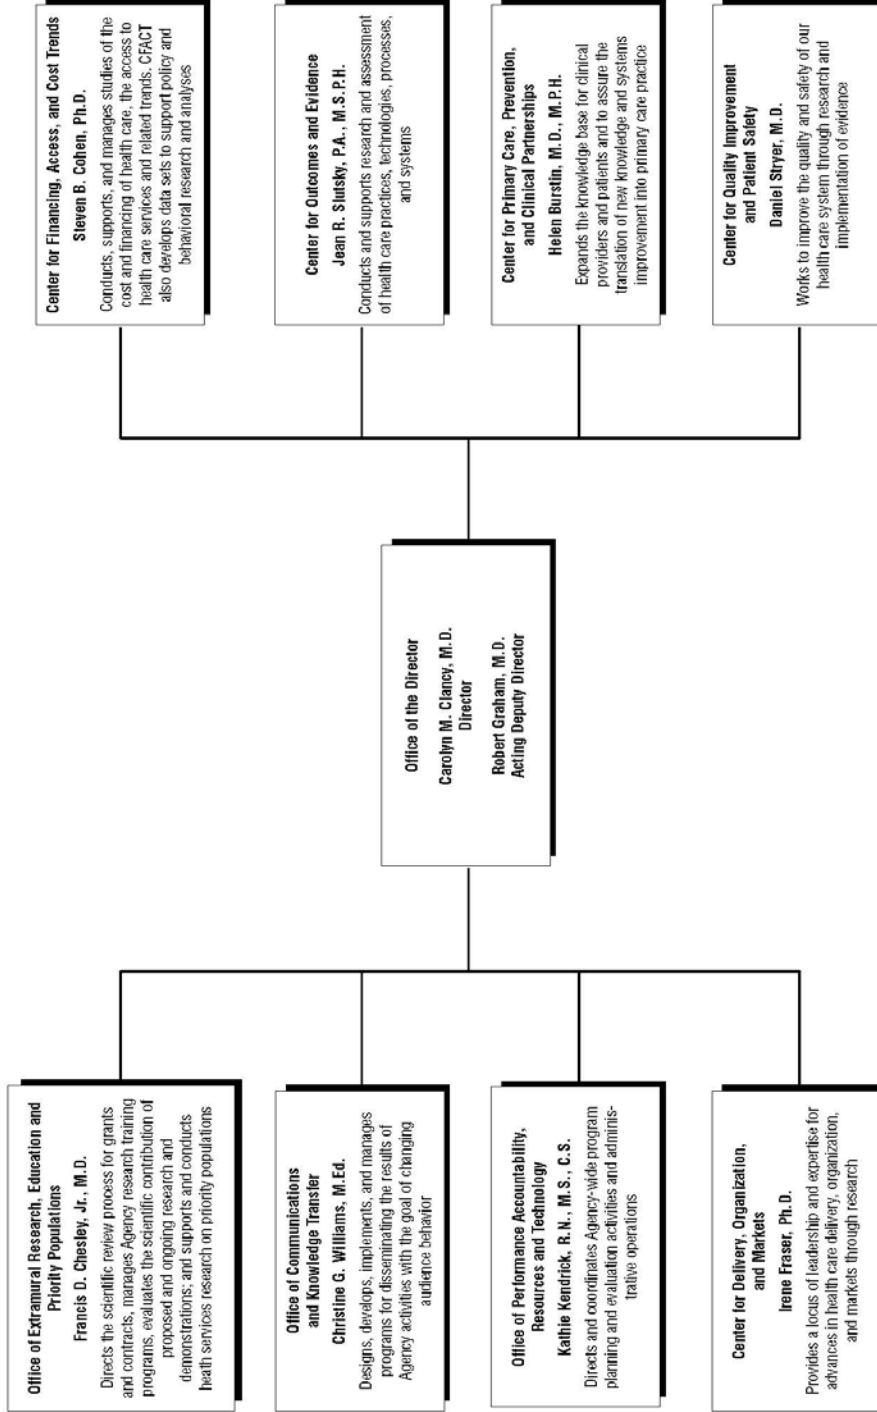 Office of Extramural Research, Education and
Priority Populations
Francis D. Chesley, Jr., M.D.
Directs the scientific review process for grants
and contracts, manages Agency research training
programs, evaluates the scientific contribution of
proposed and ongoing research and
demonstrations; and supports and conducts
heath services research on priority populations
Office of Communications
and Knowledge Transfer
Christine G. Williams, M.Ed.
Designs, develops, implements, and manages
programs for disseminating the results of
Agency activities with the goal of changing
audience behavior
Office of Performance Accountability,
Resources and Technology
Kathie Kendrick, R.N., M.S., C.S.
Directs and coordinates Agency-wide program
planning and evaluation activities and adminis-
trative operations
Center for Delivery, Organization,
and Markets
Irene Fraser, Ph.D.
Provides a locus of leadership and expertise for
advances in health care delivery, organization,
and markets through research
Office of the Director
Carolyn M. Clancy, M.D.
Director
Robert Graham, M.D.
Acting Deputy Director
Center for Financing, Access, and Cost Trends
Steven B. Cohen, Ph.D.
Conducts, supports, and manages studies of the
cost and financing of health care, the access to
health care services and related trends. CFACT
also develops data sets to support policy and
behavioral research and analyses
Center for Outcomes and Evidence
Jean R. Slutsky, P.A., M.S.P.H.
Conducts and supports research and assessment
of health care practices, technologies, processes,
and systems
Center for Primary Care, Prevention,
and Clinical Partnerships
Helen Burstin, M.D., M.P.H.
Expands the knowledge base for clinical
providers and patients and to assure the
translation of new knowledge and systems
improvement into primary care practice
Center for Quality Improvement
and Patient Safety
Daniel Stryer, M.D.
Works to improve the quality and safety of our
health care system through research and
implementation of evidence